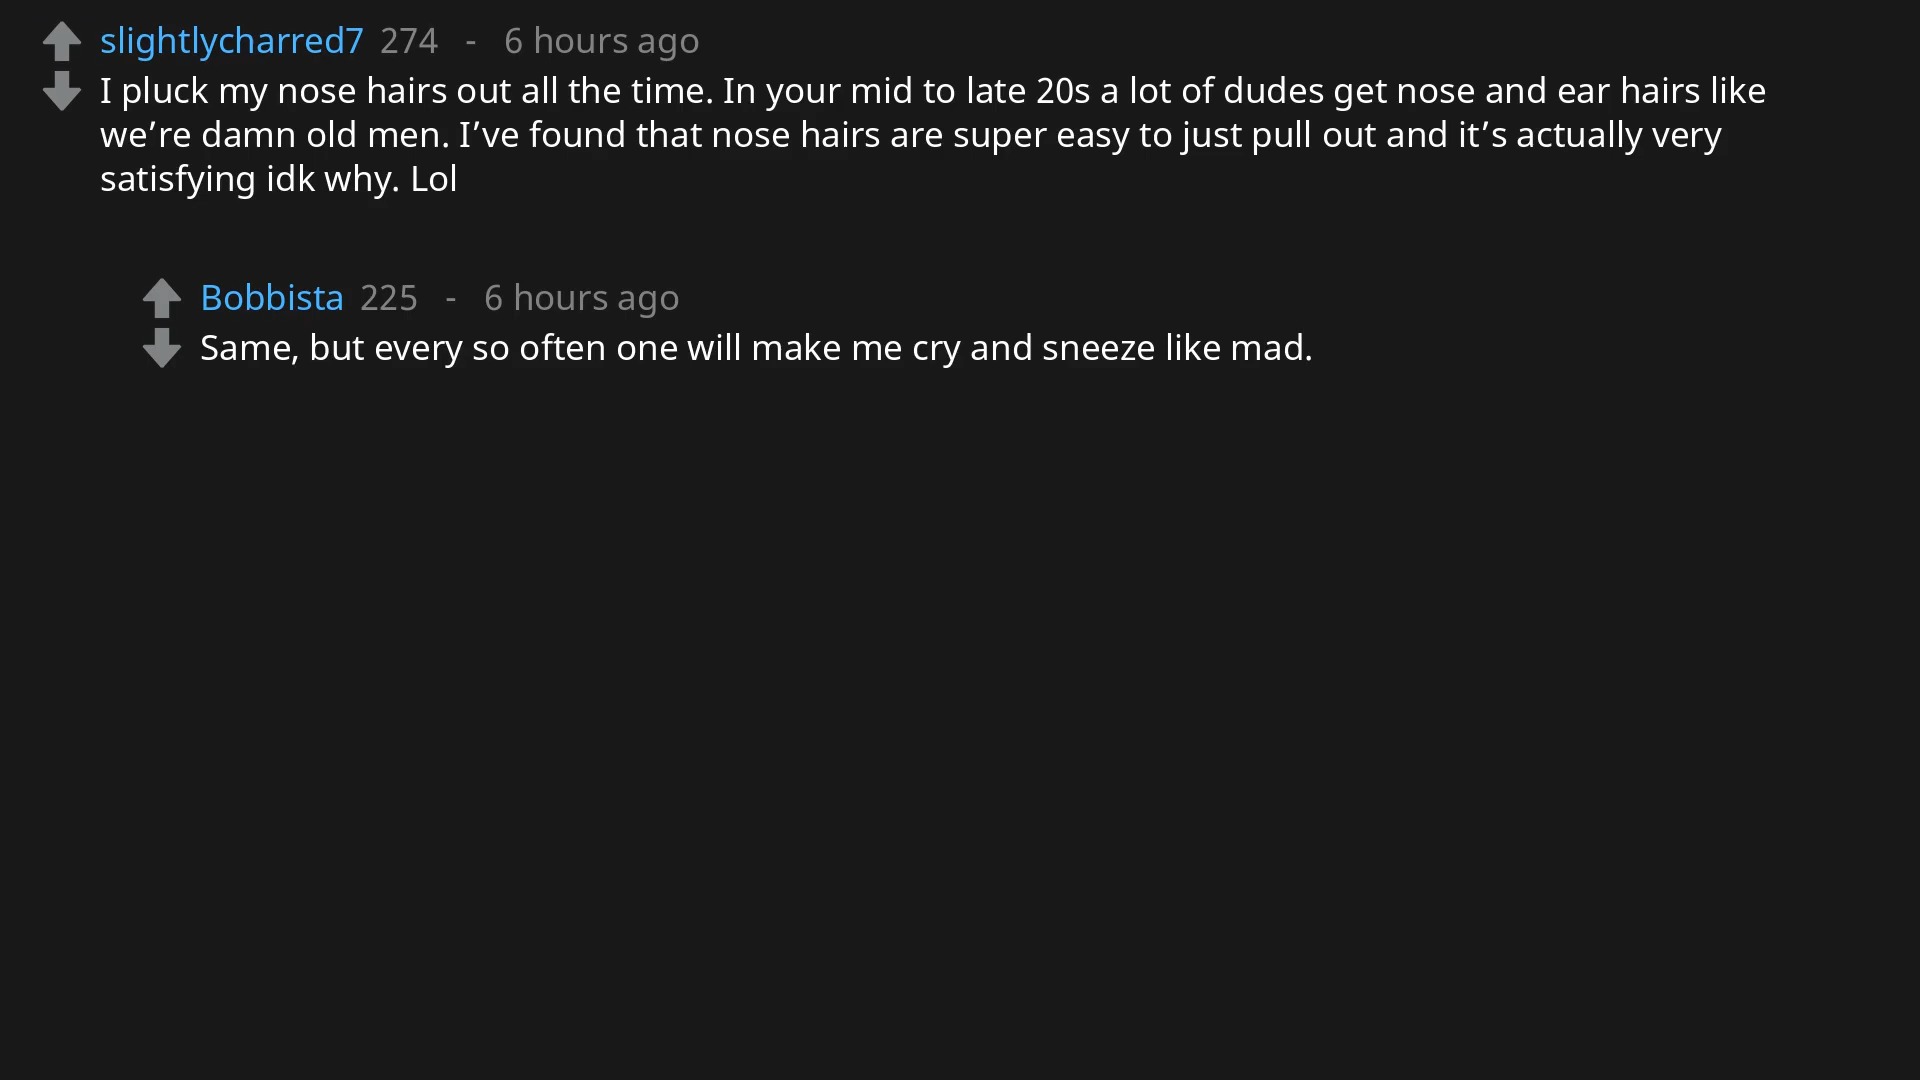 slightlycharred7 274 - 6 hours ago
I pluck my nose hairs out all the time. In your mid to late 20s a lot of dudes get nose and ear hairs like
we’re damn old men. I’ve found that nose hairs are super easy to just pull out and it’s actually very
satisfying idk why. Lol
Bobbista 225 - 6 hours ago
Same, but every so often one will make me cry and sneeze like mad.